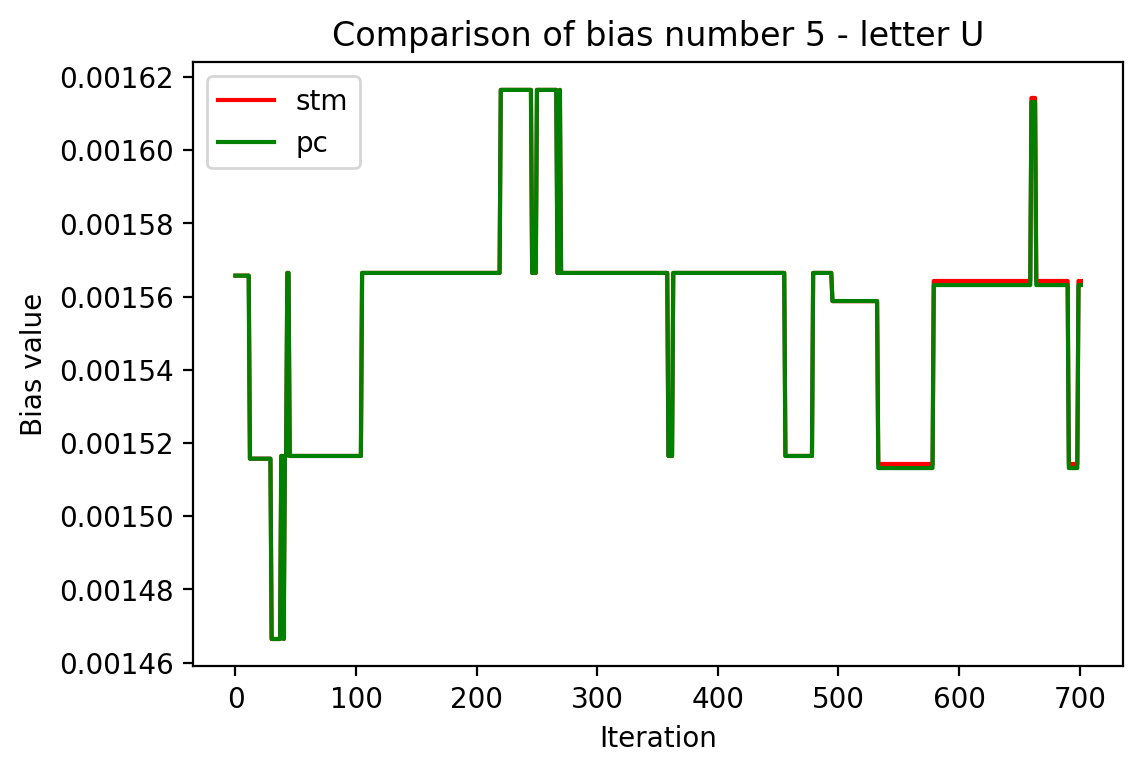 Comparison of bias number 5 - letter U
stm
pc
Bias value
0.00162
0.00160
0.00158
0.00156
0.00154
0.00152
0.00150
0.00148
0.00146
0 100 200 300 400 500 600 700
Iteration